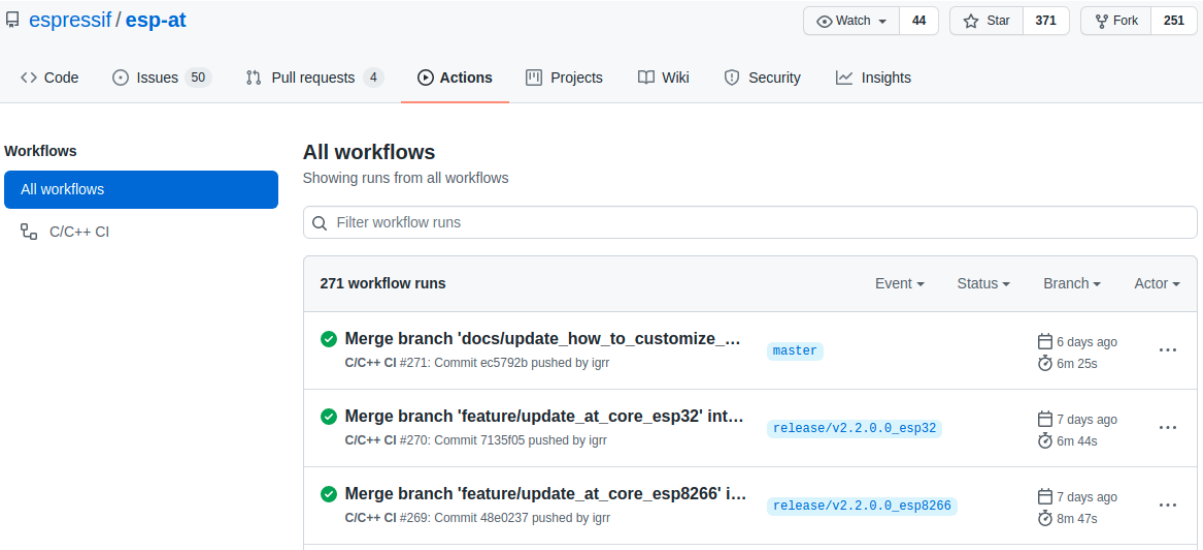 espressif / esp-at
Watch 44 Star 371 Fork 251
Code Issues 50 Pull requests 4 Actions Projects Wiki Security Insights
Workflows
All workflows
C/C++ CI
All workflows
Showing runs from all workflows
Filter workflow runs
271 workflow runs Event Status Branch Actor
Merge branch 'docs/update_how_to_customize_...
C/C++ CI #271: Commit ec5792b pushed by igrr
master
6 days ago
6m 25s
Merge branch 'feature/update_at_core_esp32' int...
C/C++ CI #270: Commit 7135f05 pushed by igrr
release/v2.2.0.0_esp32
7 days ago
6m 44s
Merge branch 'feature/update_at_core_esp8266' i...
C/C++ CI #269: Commit 48e0237 pushed by igrr
release/v2.2.0.0_esp8266
7 days ago
8m 47s